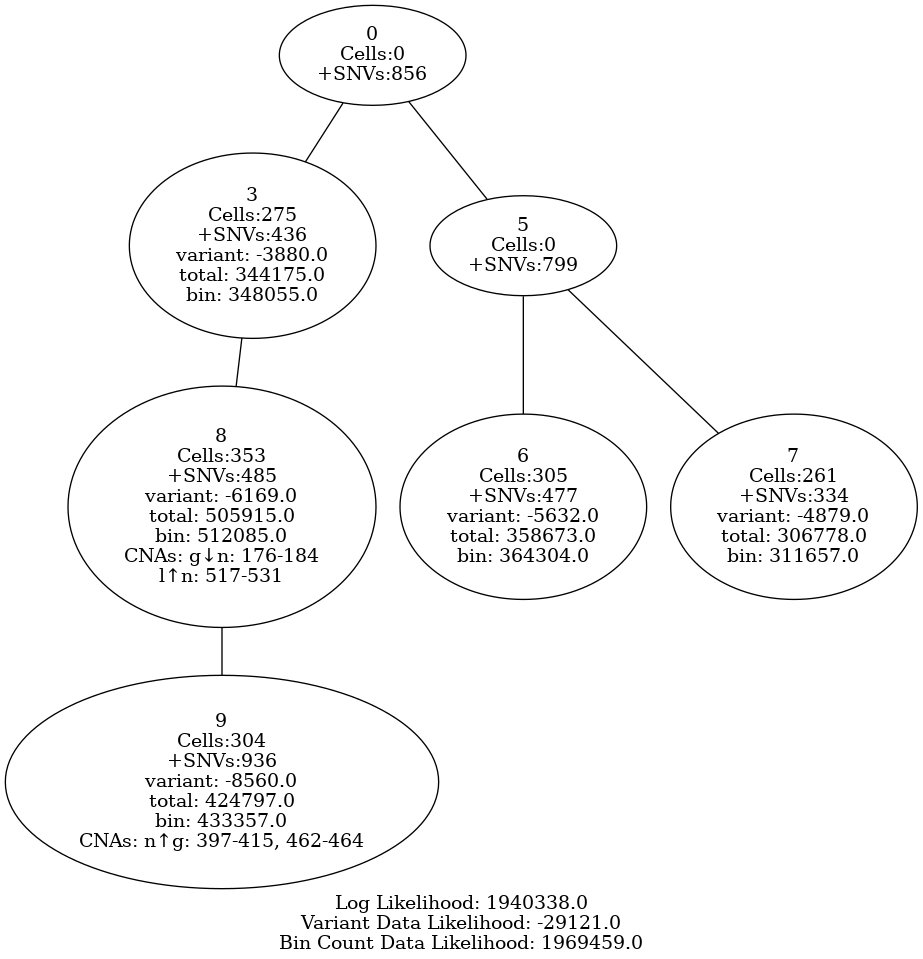 0
Cells:0
+SNVs:856
3
Cells:275
+SNVs:436
variant: -3880.0
total: 344175.0
bin: 348055.0
5
Cells:0
+SNVs:799
8
Cells:353
+SNVs:485
variant: -6169.0
total: 505915.0
bin: 512085.0
CNAs: g↓n: 176-184
l↑n: 517-531
6
Cells:305
+SNVs:477
variant: -5632.0
total: 358673.0
bin: 364304.0
7
Cells:261
+SNVs:334
variant: -4879.0
total: 306778.0
bin: 311657.0
9
Cells:304
+SNVs:936
variant: -8560.0
total: 424797.0
bin: 433357.0
CNAs: n↑g: 397-415, 462-464
Log Likelihood: 1940338.0
Variant Data Likelihood: -29121.0
Bin Count Data Likelihood: 1969459.0